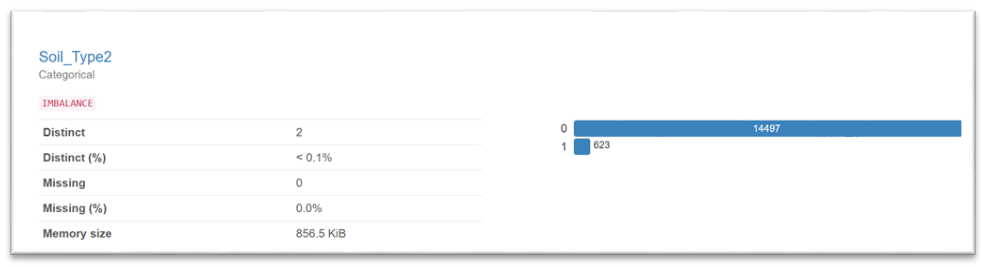 Soil_Type2
Categorical
IMBALANCE
Distinct 2
Distinct (%) < 0.1%
Missing 0
Missing (%) 0.0%
Memory size 856.5 KiB
0 14497
1 623